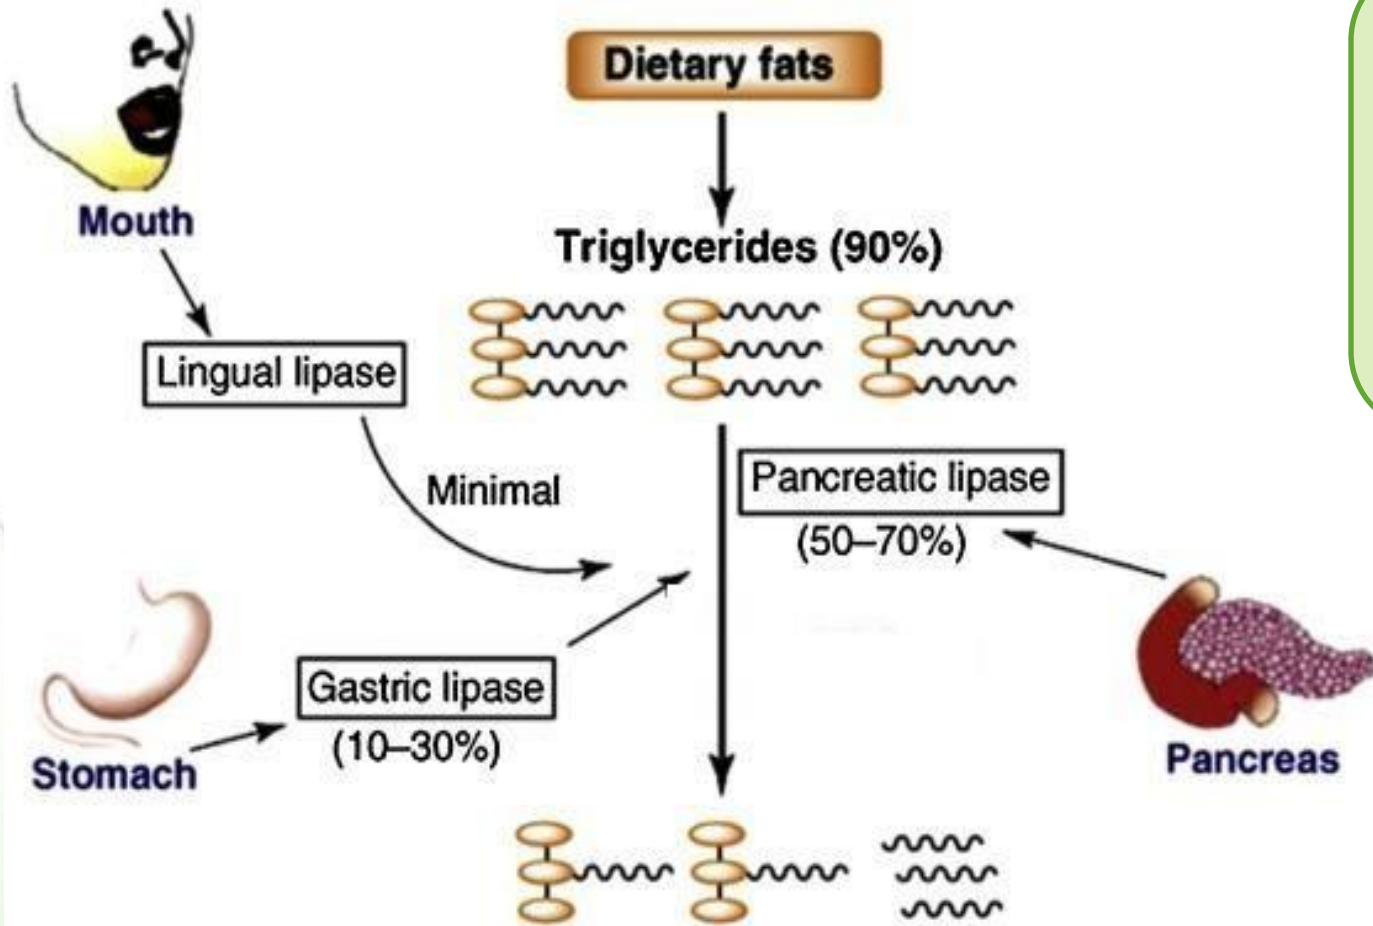 Dietary fats
Mouth
Triglycerides (90%)
Lingual lipase
Minimal
Pancreatic lipase
(50–70%)
Gastric lipase
(10–30%)
Stomach
Pancreas